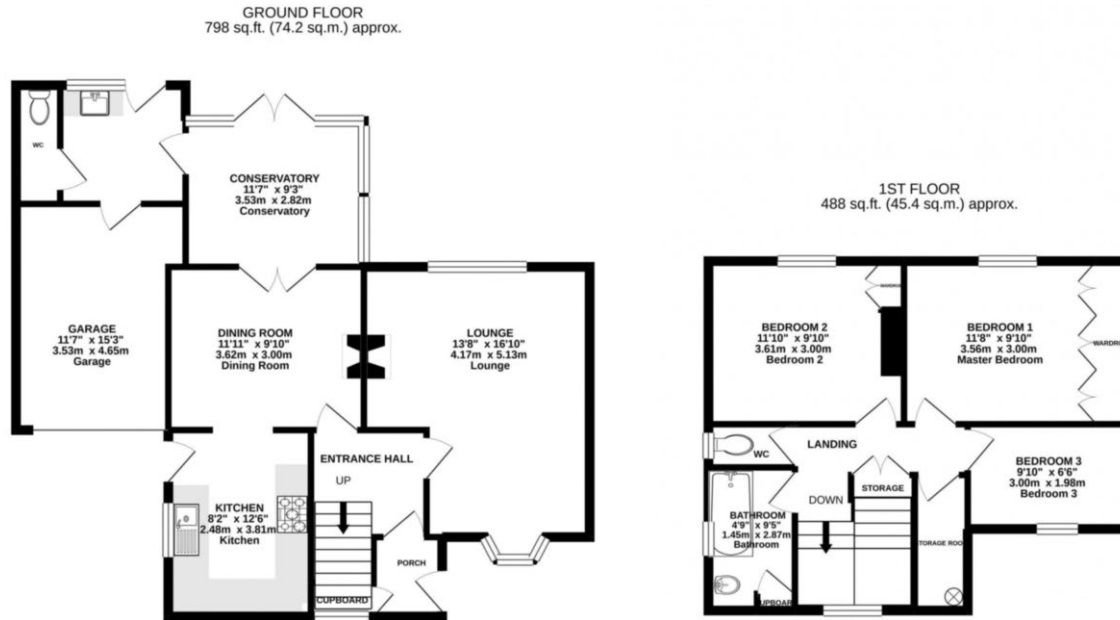 GROUND FLOOR
798 sq.ft. (74.2 sq.m.) approx.
WC
CONSERVATORY
11'7" x 9'3"
3.53m x 2.82m
Conservatory
GARAGE
11'7" x 15'3"
3.53m x 4.65m
Garage
DINING ROOM
11'11" x 9'10"
3.62m x 3.00m
Dining Room
LOUNGE
13'8" x 16'10"
4.17m x 5.13m
Lounge
ENTRANCE HALL
UP
KITCHEN
8'2" x 12'6"
2.48m x 3.81m
Kitchen
PORCH
CUPBOARD
1ST FLOOR
488 sq.ft. (45.4 sq.m.) approx.
BEDROOM 2
11'10" x 9'10"
3.61m x 3.00m
Bedroom 2
BEDROOM 1
11'8" x 9'10"
3.56m x 3.00m
Master Bedroom
WARDRO
WC
LANDING
STORAGE
DOWN
BEDROOM 3
9'10" x 6'6"
3.00m x 1.98m
Bedroom 3
BATHROOM
4'9" x 9'5"
1.45m x 2.87m
Bathroom
TORAGE ROO
UPBOAR